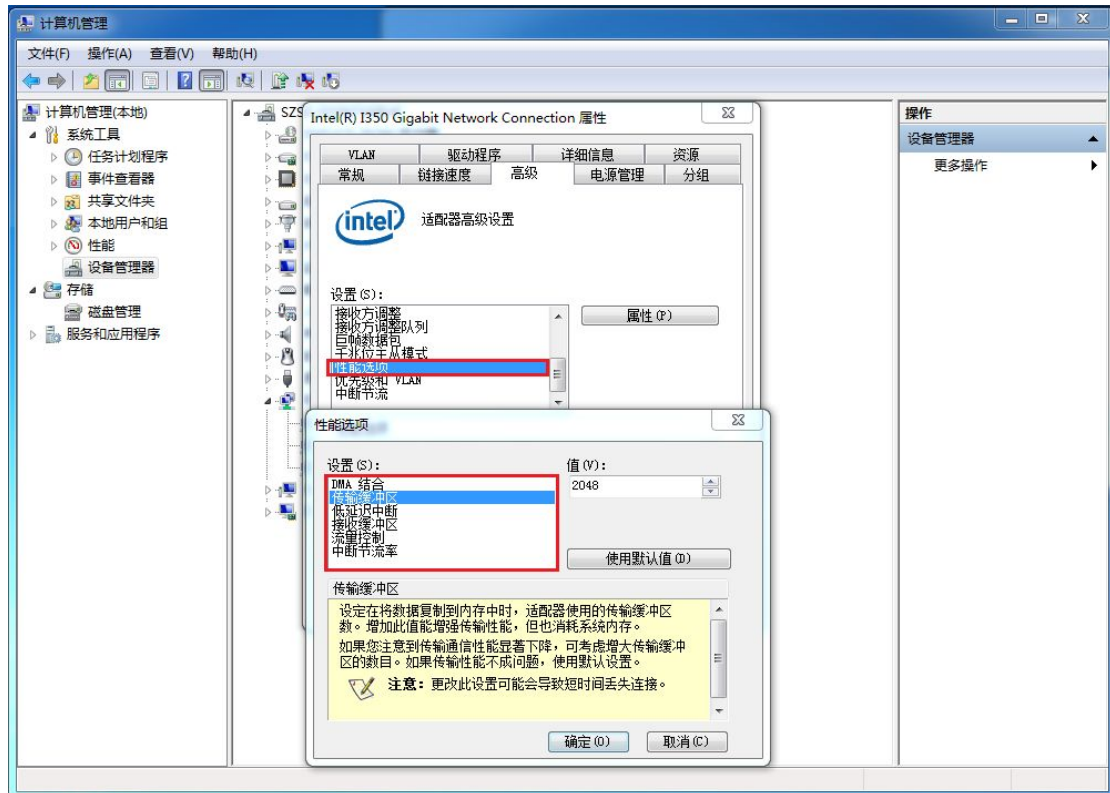 计算机管理
文件(F) 操作(A) 查看(V) 帮助(H)
计算机管理(本地)
系统工具
任务计划程序
事件查看器
共享文件夹
本地用户和组
性能
设备管理器
存储
磁盘管理
服务和应用程序
SZS
Intel(R) I350 Gigabit Network Connection 属性
VLAN 驱动程序 详细信息 资源
常规 链接速度 高级 电源管理 分组
intel
适配器高级设置
设置(S):
接收方调整
接收方调整队列
巨帧数据包
千兆位主从模式
性能选项
优先级和 VLAN
中断节流
属性(P)
性能选项
设置(S):
DMA 结合
传输缓冲区
低延迟中断
接收缓冲区
流量控制
中断节流率
值(V):
2048
使用默认值(D)
传输缓冲区
设定在将数据复制到内存中时，适配器使用的传输缓冲区
数。增加此值能增强传输性能，但也消耗系统内存。
如果您注意到传输通信性能显著下降，可考虑增大传输缓冲
区的数目。如果传输性能不成问题，使用默认设置。
注意：更改此设置可能会导致短时间丢失连接。
确定(O) 取消(C)
操作
设备管理器
更多操作